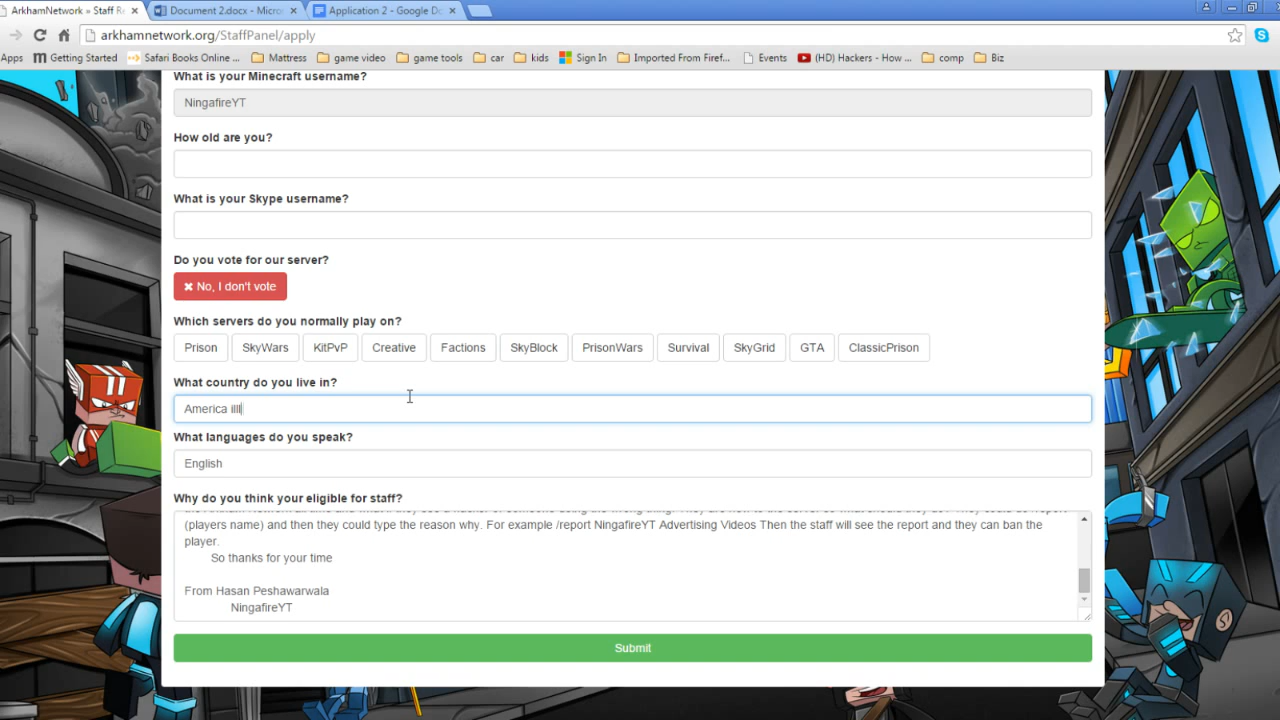 ArkhamNetwork » Staff R
Document 2.docx - Micro
Application 2 - Google Do
arkhamnetwork.org/StaffPanel/apply
Apps Getting Started Safari Books Online ... Mattress game video game tools car kids Sign In Imported From Firef... Events (HD) Hackers - How ... comp Biz
What is your Minecraft username?
NingafireYT
How old are you?
What is your Skype username?
Do you vote for our server?
No, I don't vote
Which servers do you normally play on?
Prison SkyWars KitPvP Creative Factions SkyBlock PrisonWars Survival SkyGrid GTA ClassicPrison
What country do you live in?
America illl
What languages do you speak?
English
Why do you think your eligible for staff?
(players name) and then they could type the reason why. For example /report NingafireYT Advertising Videos Then the staff will see the report and they can ban the
player.
So thanks for your time
From Hasan Peshawarwala
NingafireYT
Submit